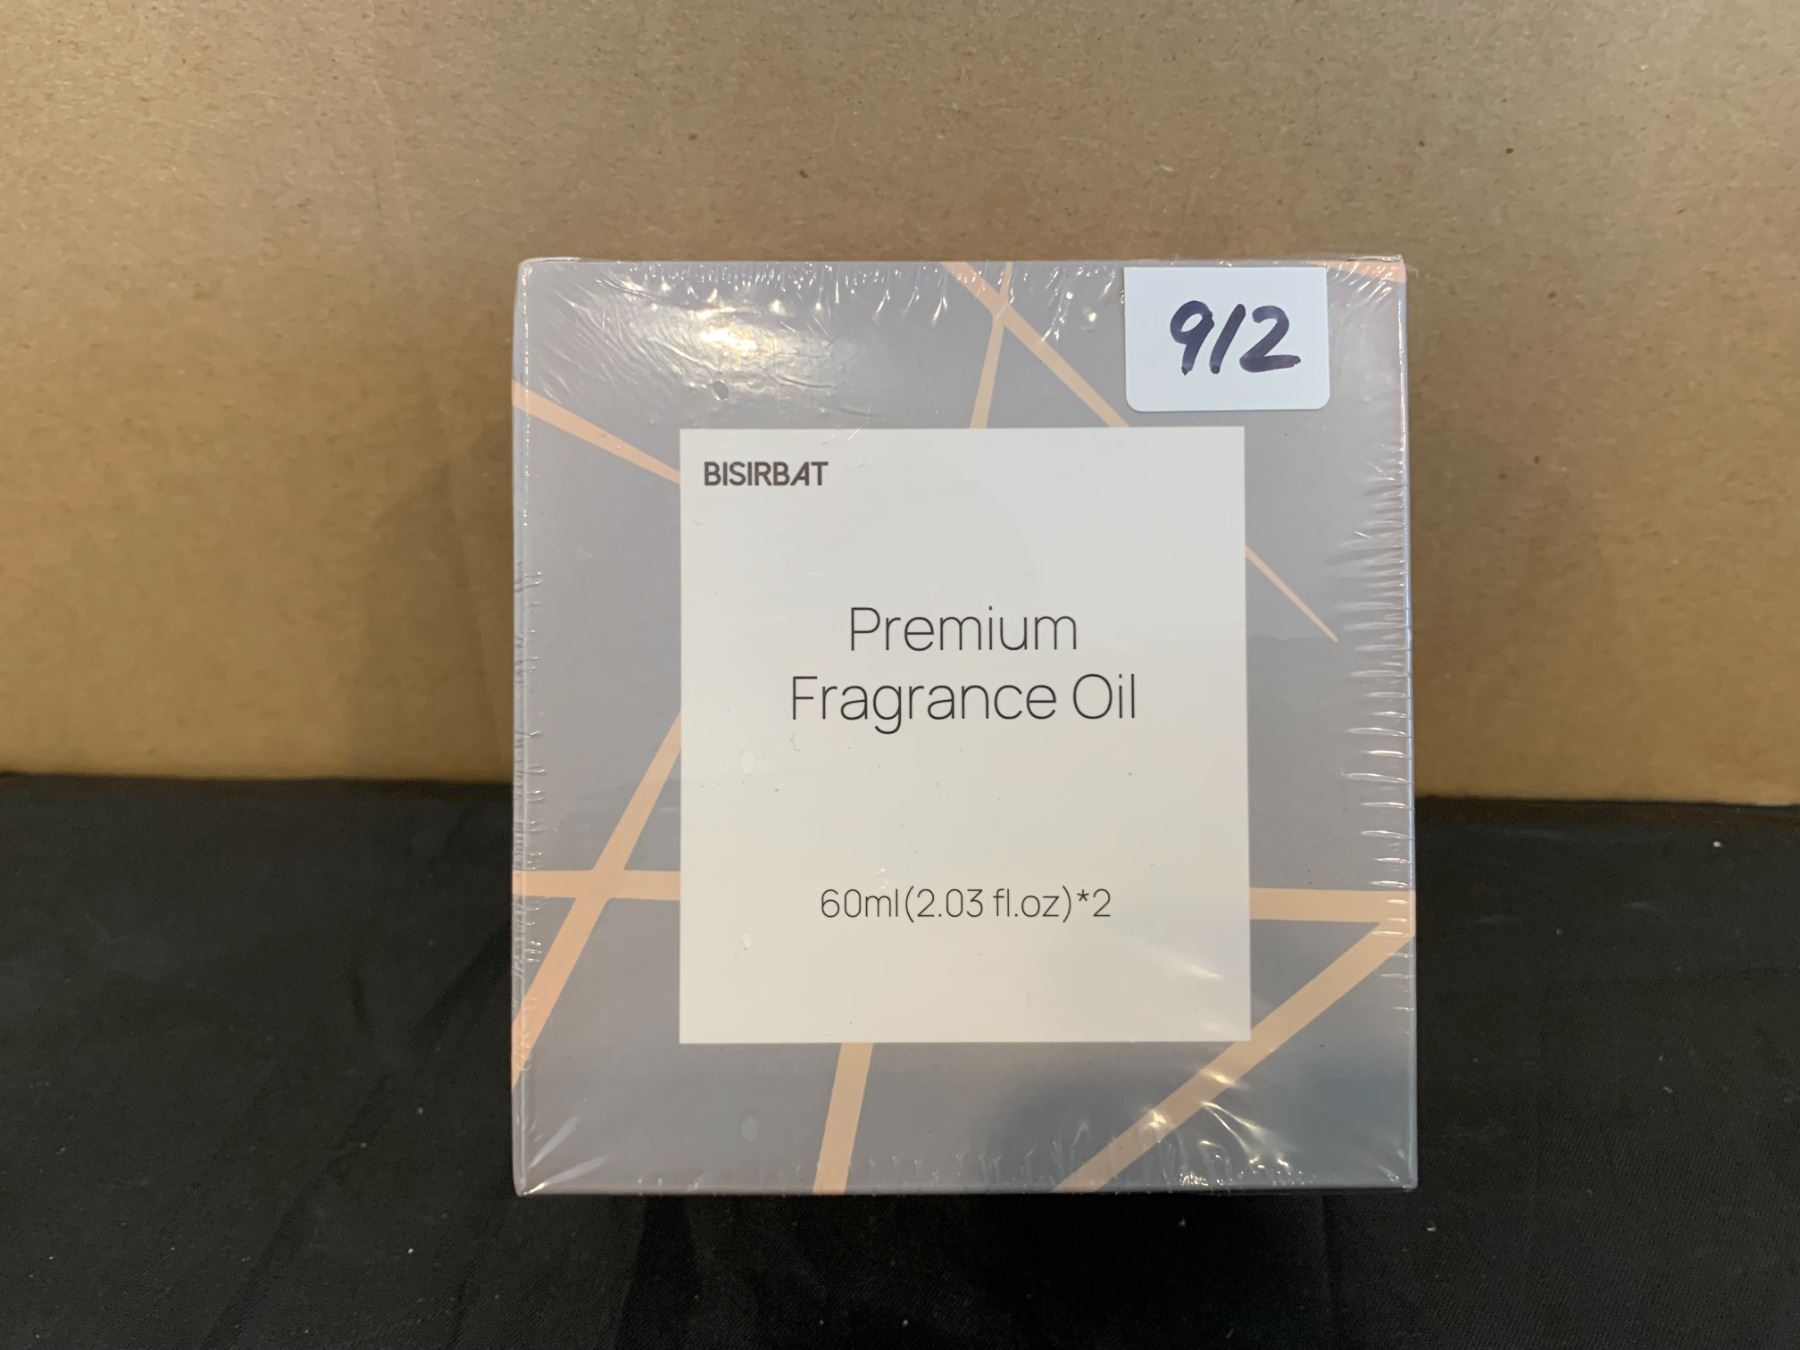 912
BISIRBAT
Premium
Fragrance Oil
60ml(2.03 fl.oz)*2